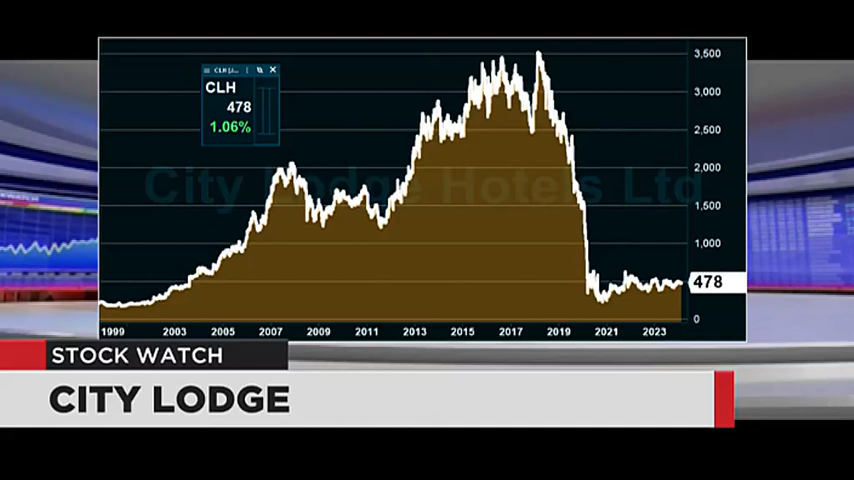 CLH
478
1.06%
City Lodge Hotels Ltd
3,500
3,000
2,500
2,000
1,500
1,000
478
0
1999 2003 2005 2007 2009 2011 2013 2015 2017 2019 2021 2023
STOCK WATCH
CITY LODGE